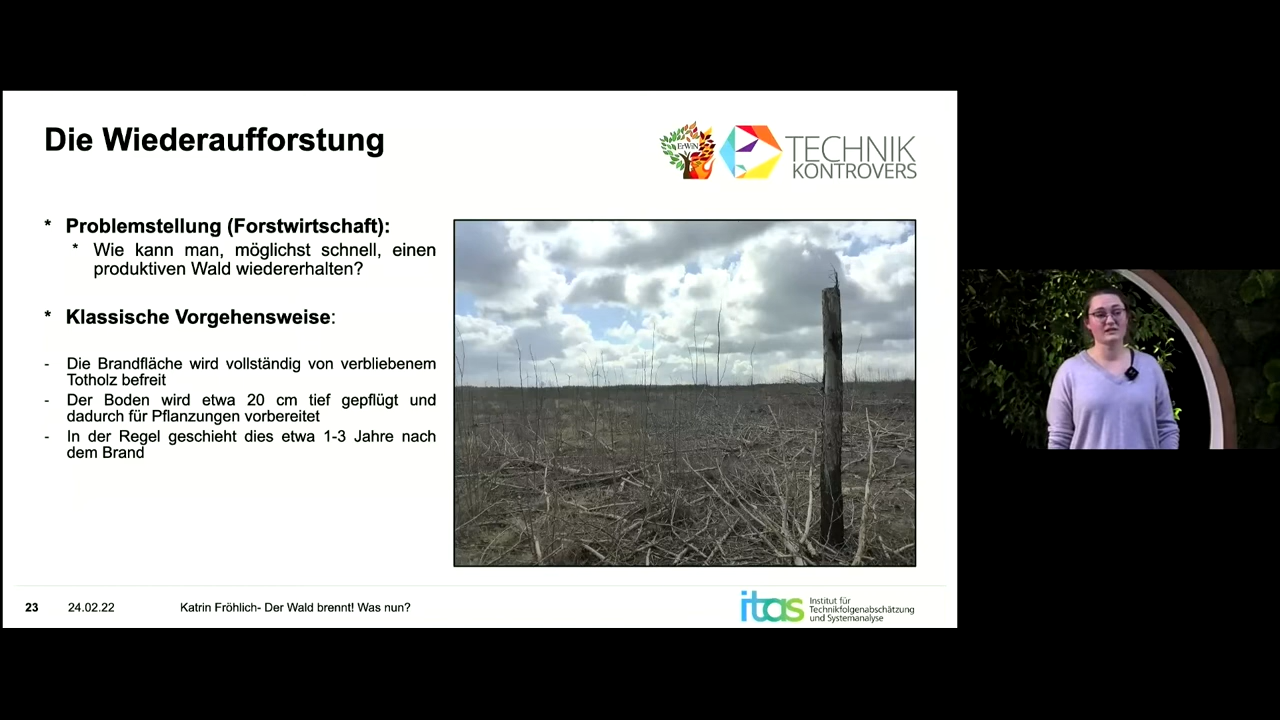 Die Wiederaufforstung
ErWiN
TECHNIK
KONTROVERS
* Problemstellung (Forstwirtschaft):
* Wie kann man, möglichst schnell, einen
produktiven Wald wiedererhalten?
* Klassische Vorgehensweise:
- Die Brandfläche wird vollständig von verbliebenem
Totholz befreit
- Der Boden wird etwa 20 cm tief gepflügt und
dadurch für Pflanzungen vorbereitet
- In der Regel geschieht dies etwa 1-3 Jahre nach
dem Brand
23 24.02.22 Katrin Fröhlich- Der Wald brennt! Was nun?
itas Institut für
Technikfolgenabschätzung
und Systemanalyse